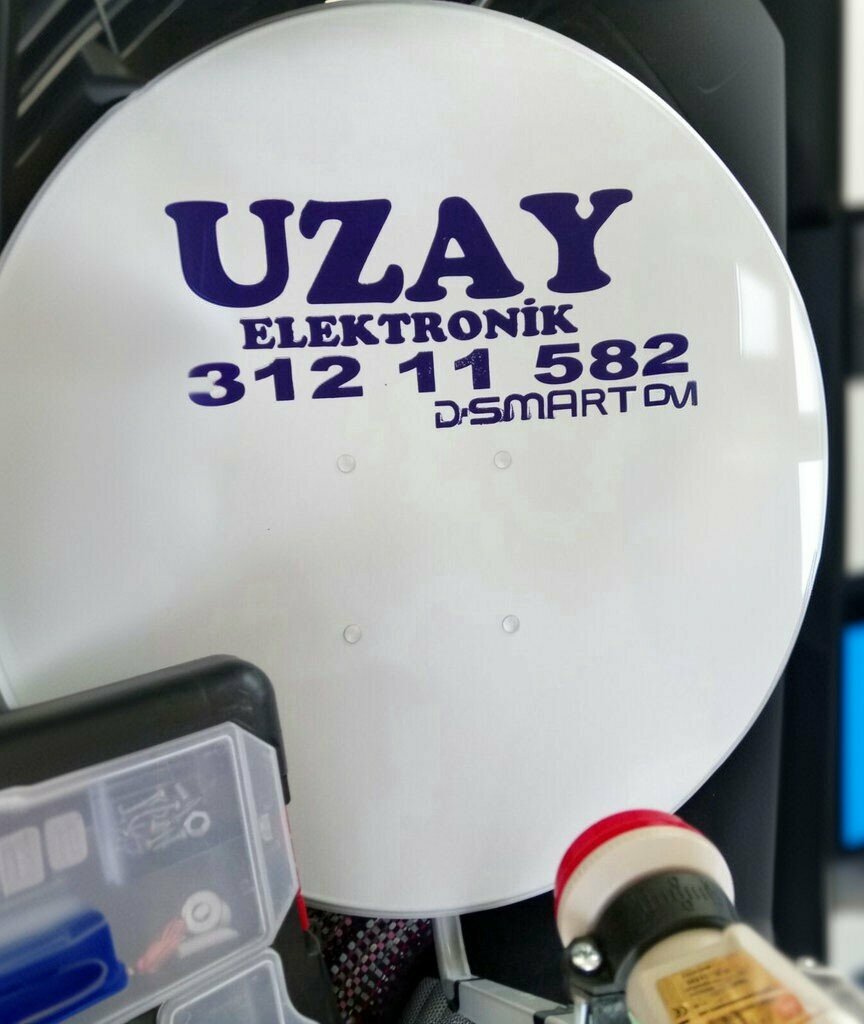 UZAY
ELEKTRONİK
312 11 582
D-SMART